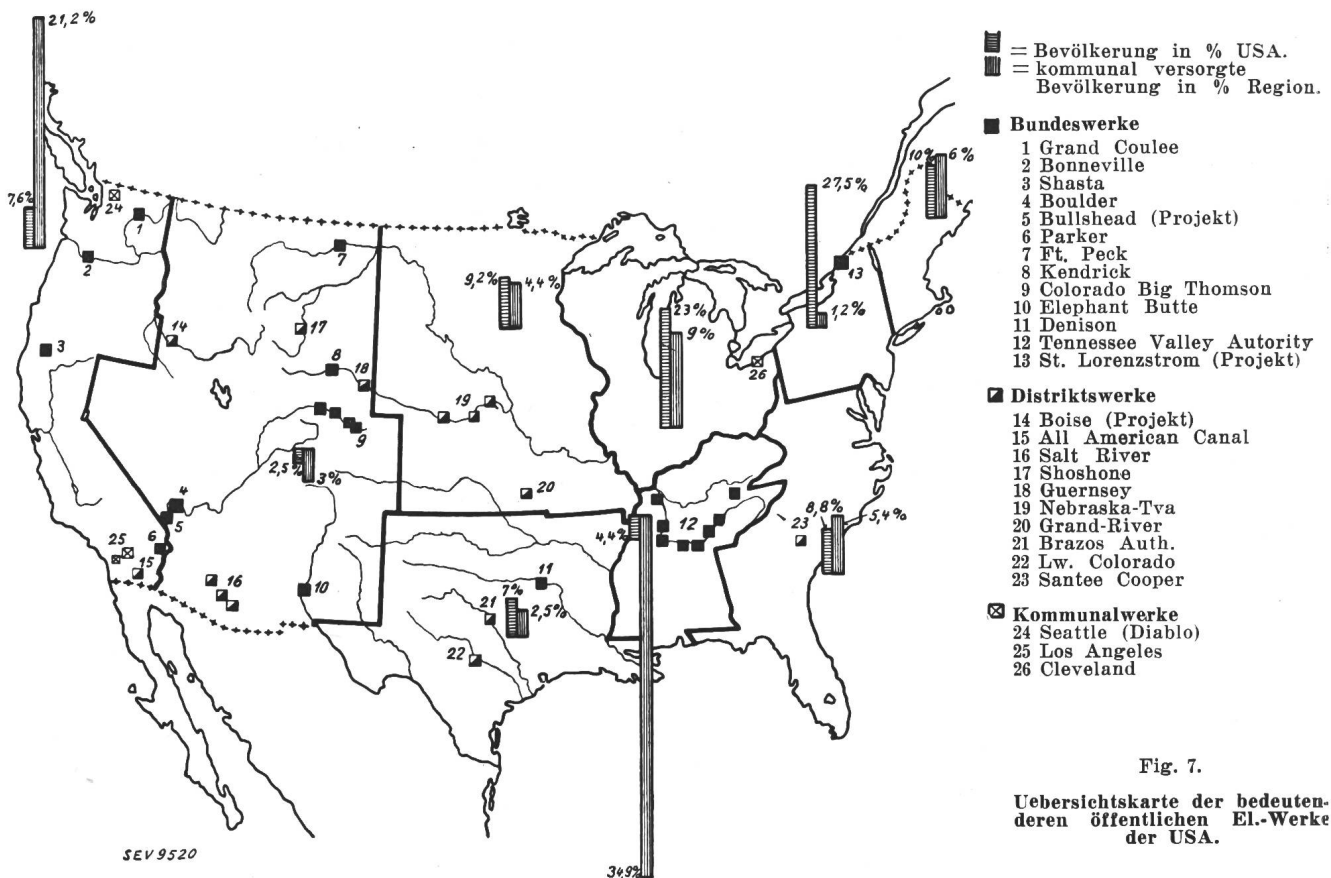 21,2%
7,6%
24
1
2
3
7
14
17
8
18
19
9
2,5%
3%
9,2%
4,4%
23%
9%
27,5%
1,2%
13
10%
6%
26
20
4
5
6
25
15
16
10
11
7%
2,5%
21
22
4,4%
34,9%
12
23
8,8%
5,4%
= Bevölkerung in % USA.
= kommunal versorgte
Bevölkerung in % Region.
Bundeswerke
1 Grand Coulee
2 Bonneville
3 Shasta
4 Boulder
5 Bullshead (Projekt)
6 Parker
7 Ft. Peck
8 Kendrick
9 Colorado Big Thomson
10 Elephant Butte
11 Denison
12 Tennessee Valley Autority
13 St. Lorenzstrom (Projekt)
Distriktswerke
14 Boise (Projekt)
15 All American Canal
16 Salt River
17 Shoshone
18 Guernsey
19 Nebraska-Tva
20 Grand-River
21 Brazos Auth.
22 Lw. Colorado
23 Santee Cooper
Kommunalwerke
24 Seattle (Diablo)
25 Los Angeles
26 Cleveland
Fig. 7.
Uebersichtskarte der bedeuten-
deren öffentlichen El.-Werke
der USA.
SEV 9520